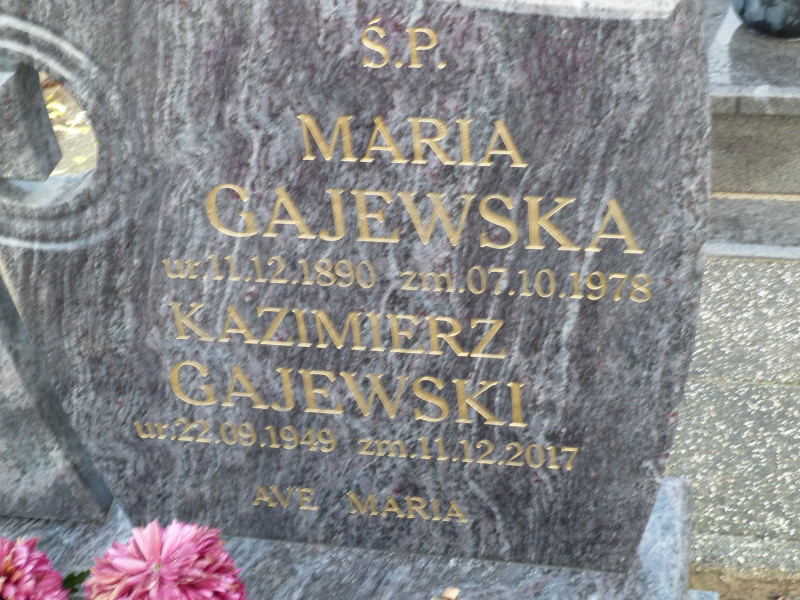 Ś.P.
MARIA
GAJEWSKA
ur.11.12.1890 zm.07.10.1978
KAZIMIERZ
GAJEWSKI
ur.22.09.1949 zm.11.12.2017
AVE MARIA